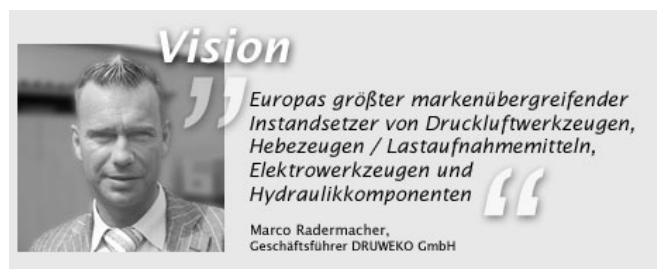 Vision
„
Europas größter markenübergreifender
Instandsetzer von Druckluftwerkzeugen,
Hebezeugen / Lastaufnahmemitteln,
Elektrowerkzeugen und
Hydraulikkomponenten
“
Marco Radermacher,
Geschäftsführer DRUWEKO GmbH